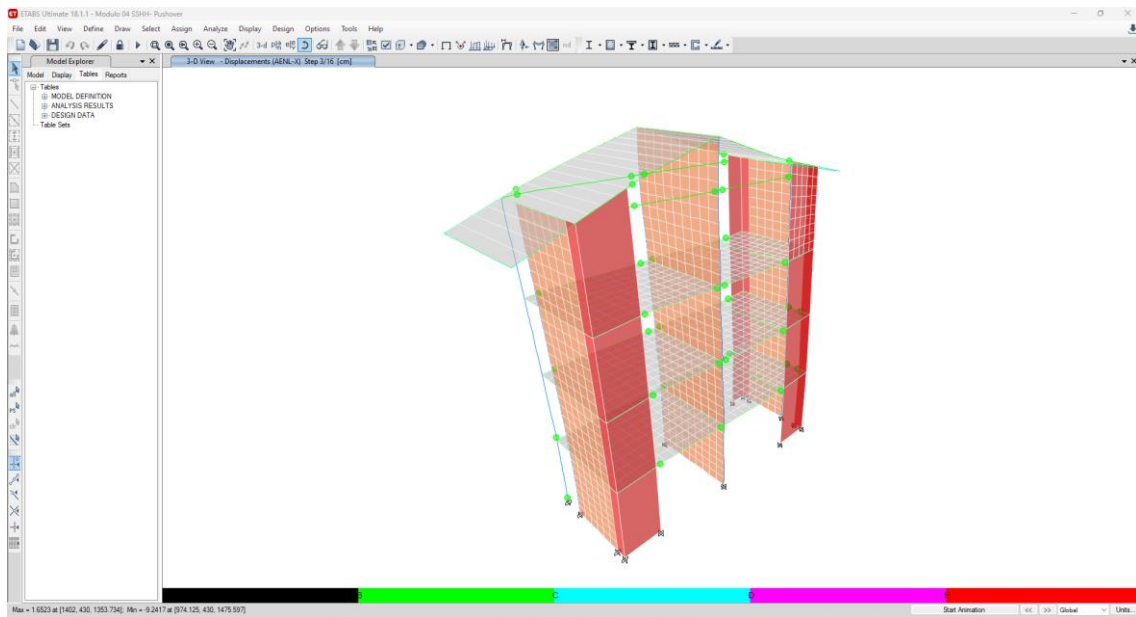 ETABS Ultimate 18.1.1 - Modulo 04 SSHH- Pushover
File Edit View Define Draw Select Assign Analyze Display Design Options Tools Help
3-d
Model Explorer
3-D View - Displacements (AENL-X) Step 3/16 [cm]
Model Display Tables Reports
Tables
MODEL DEFINITION
ANALYSIS RESULTS
DESIGN DATA
Table Sets
B C D E
Max = 1.6523 at [1402, 430, 1353.734]; Min = -9.2417 at [974.125, 430, 1475.597]
Start Animation << >> Global Units...